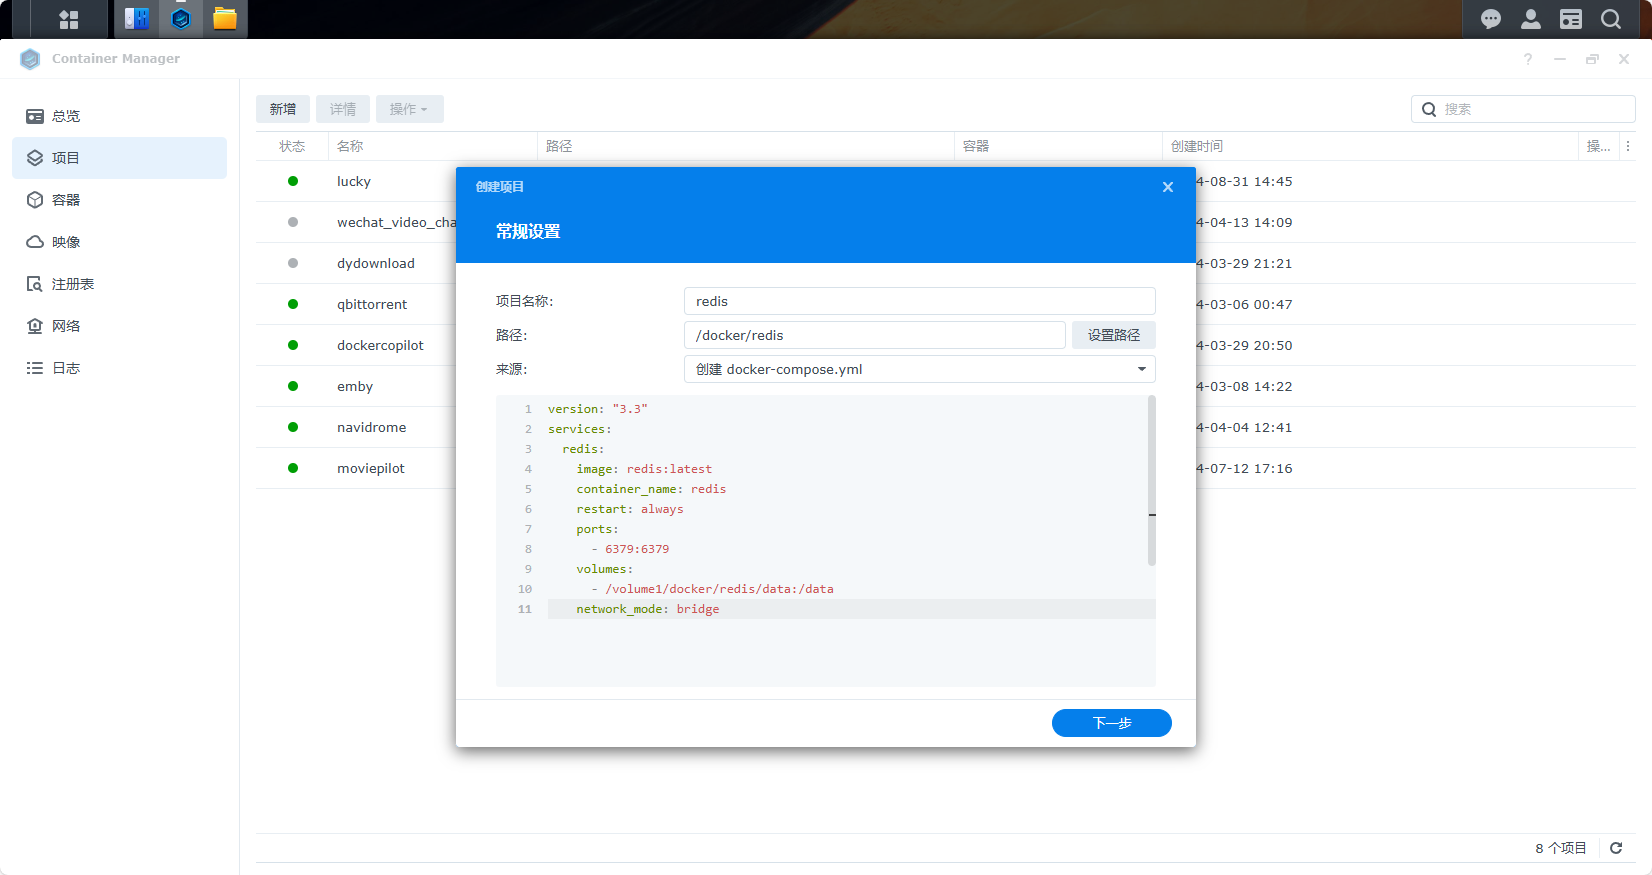 Container Manager
总览
项目
容器
映像
注册表
网络
日志
新增 详情 操作
搜索
状态 名称 路径 容器 创建时间 操...
lucky 4-08-31 14:45
wechat_video_cha 4-04-13 14:09
dydownload 4-03-29 21:21
qbittorrent 4-03-06 00:47
dockercopilot 4-03-29 20:50
emby 4-03-08 14:22
navidrome 4-04-04 12:41
moviepilot 4-07-12 17:16
创建项目
常规设置
项目名称: redis
路径: /docker/redis 设置路径
来源: 创建 docker-compose.yml
1 version: "3.3"
2 services:
3 redis:
4 image: redis:latest
5 container_name: redis
6 restart: always
7 ports:
8 - 6379:6379
9 volumes:
10 - /volume1/docker/redis/data:/data
11 network_mode: bridge
下一步
8 个项目